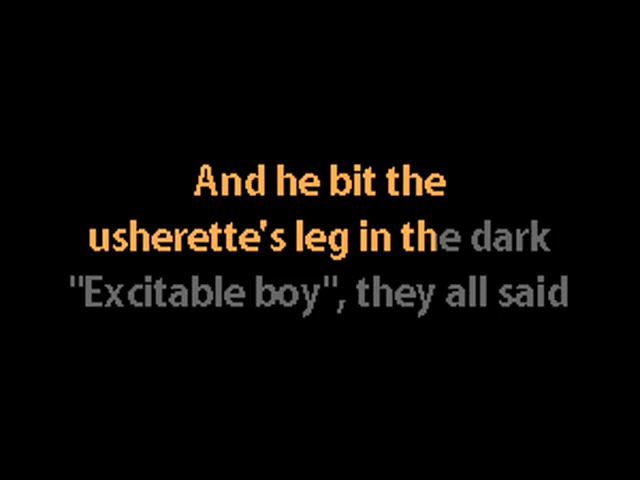 And he bit the
usherette's leg in the dark
"Excitable boy", they all said